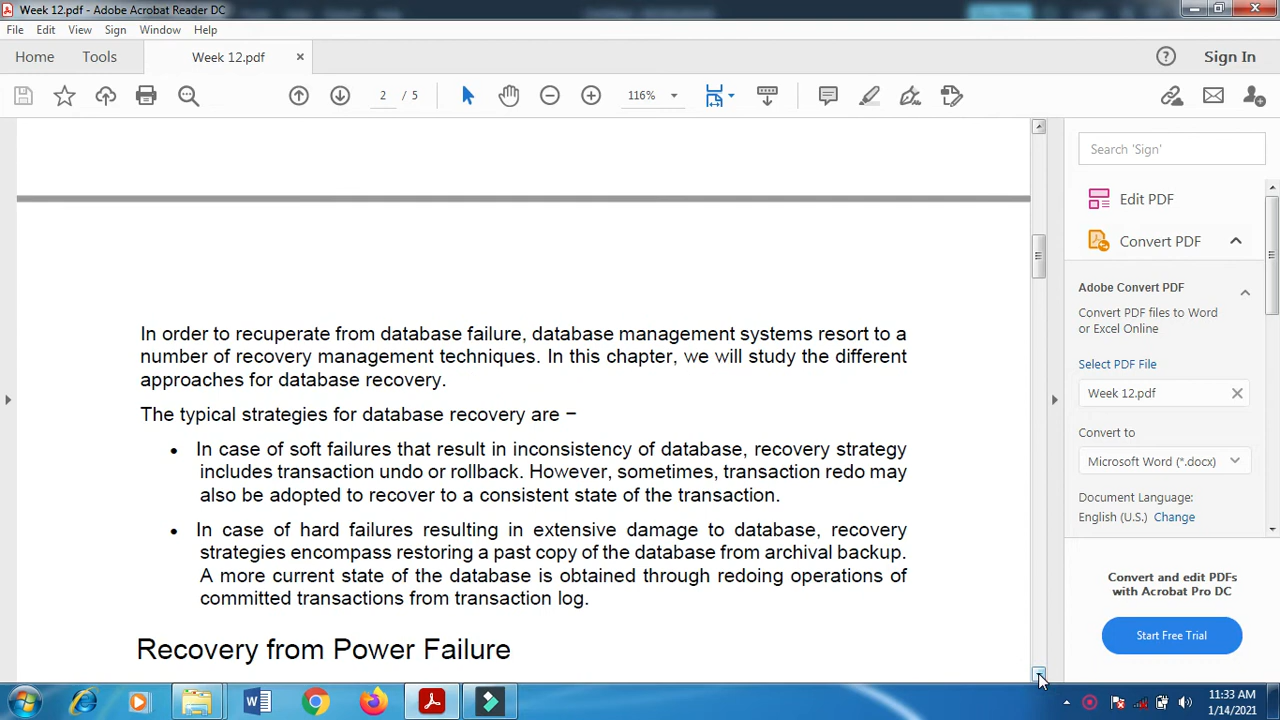 Week 12.pdf - Adobe Acrobat Reader DC
File Edit View Sign Window Help
Home Tools Week 12.pdf Sign In
2 / 5 116%
Search 'Sign'
Edit PDF
Convert PDF
Adobe Convert PDF
Convert PDF files to Word
or Excel Online
Select PDF File
Week 12.pdf
Convert to
Microsoft Word (*.docx)
Document Language:
English (U.S.) Change
Convert and edit PDFs
with Acrobat Pro DC
Start Free Trial
In order to recuperate from database failure, database management systems resort to a
number of recovery management techniques. In this chapter, we will study the different
approaches for database recovery.
The typical strategies for database recovery are −
• In case of soft failures that result in inconsistency of database, recovery strategy
includes transaction undo or rollback. However, sometimes, transaction redo may
also be adopted to recover to a consistent state of the transaction.
• In case of hard failures resulting in extensive damage to database, recovery
strategies encompass restoring a past copy of the database from archival backup.
A more current state of the database is obtained through redoing operations of
committed transactions from transaction log.
Recovery from Power Failure
11:33 AM
1/14/2021